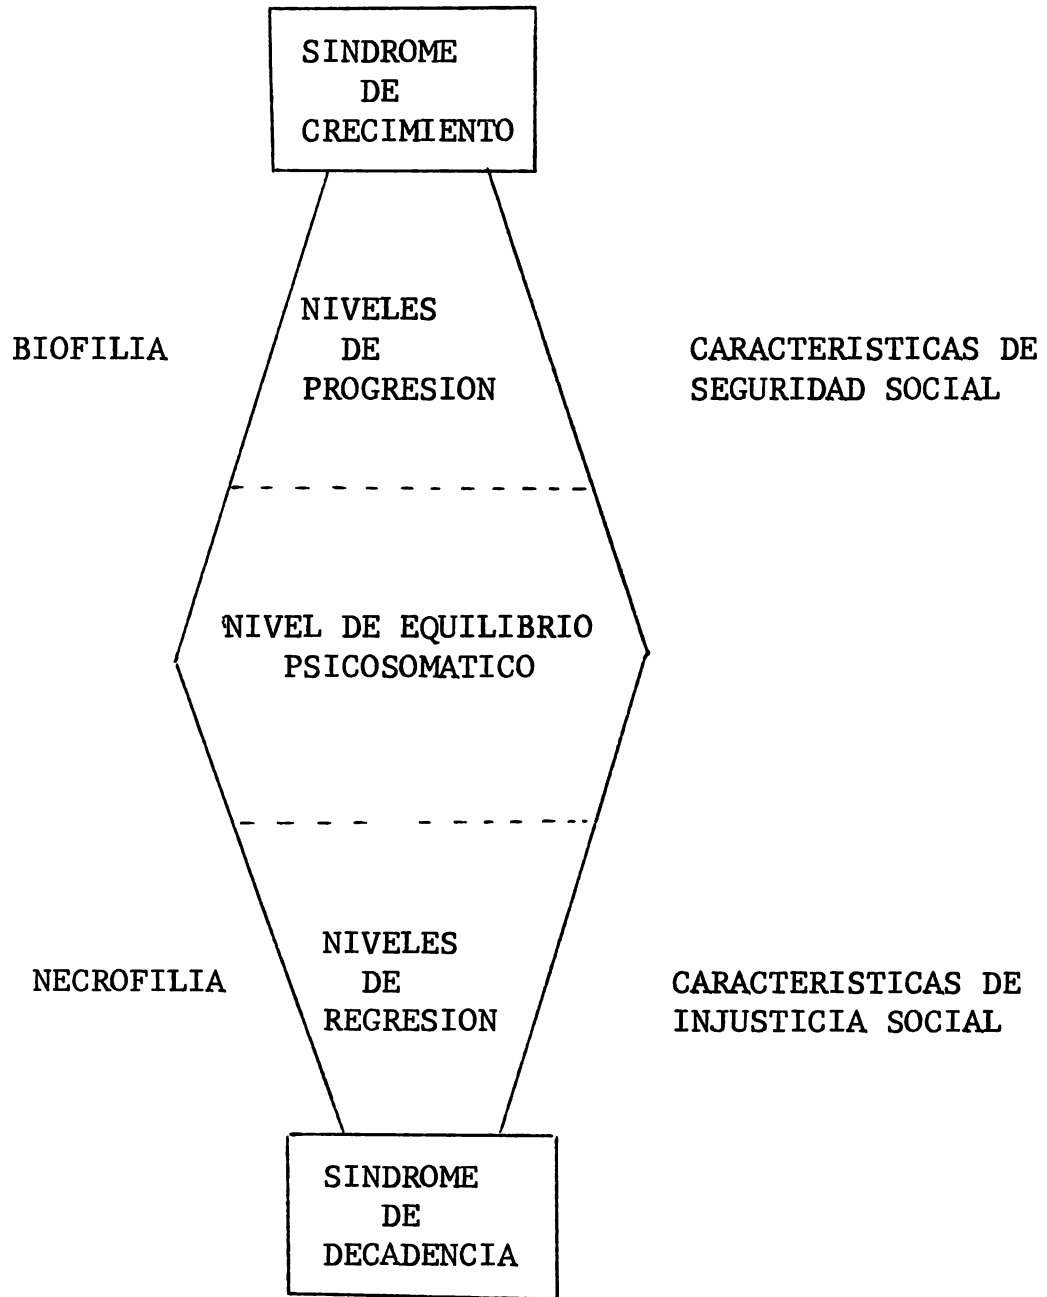 SINDROME
DE
CRECIMIENTO
NIVELES
DE
PROGRESION
BIOFILIA
CARACTERISTICAS DE
SEGURIDAD SOCIAL
NIVEL DE EQUILIBRIO
PSICOSOMATICO
NIVELES
DE
REGRESION
NECROFILIA
CARACTERISTICAS DE
INJUSTICIA SOCIAL
SINDROME
DE
DECADENCIA